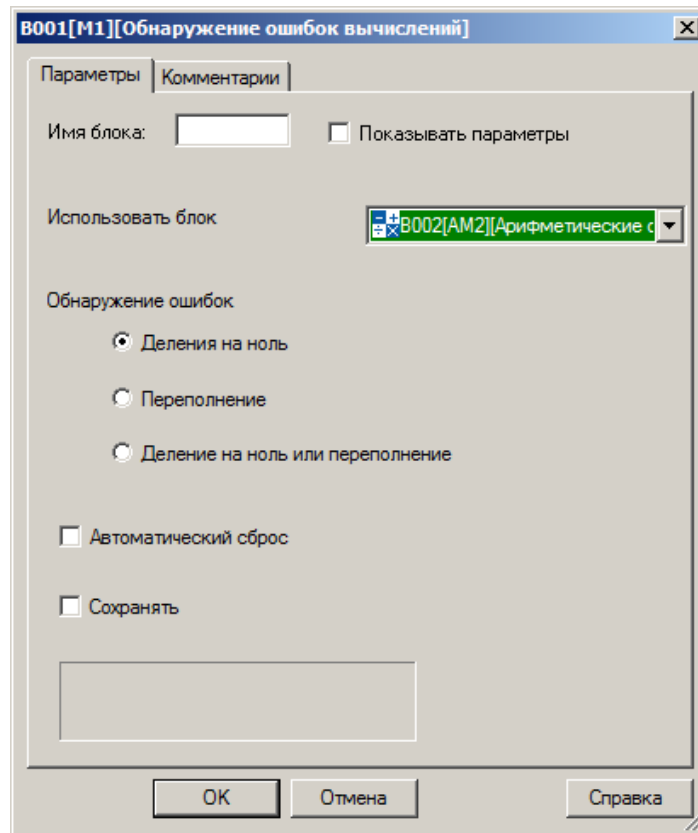 B001[M1][Обнаружение ошибок вычислений]
Параметры Комментарии
Имя блока: Показывать параметры
Использовать блок B002[AM2][Арифметические с
Обнаружение ошибок
Деления на ноль
Переполнение
Деление на ноль или переполнение
Автоматический сброс
Сохранять
OK Отмена Справка